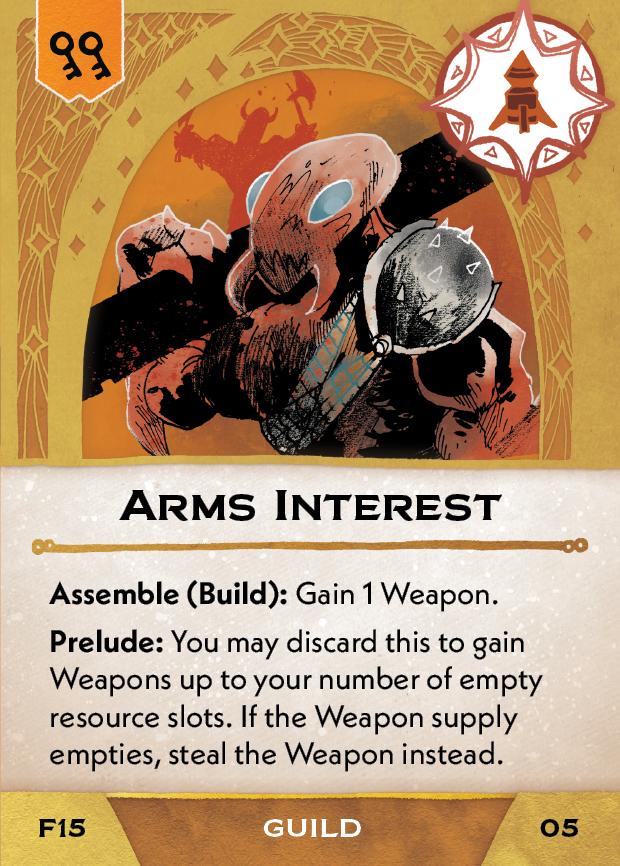 Arms Interest
Assemble (Build): Gain 1 Weapon.
Prelude: You may discard this to gain
Weapons up to your number of empty
resource slots. If the Weapon supply
empties, steal the Weapon instead.
F15 GUILD 05